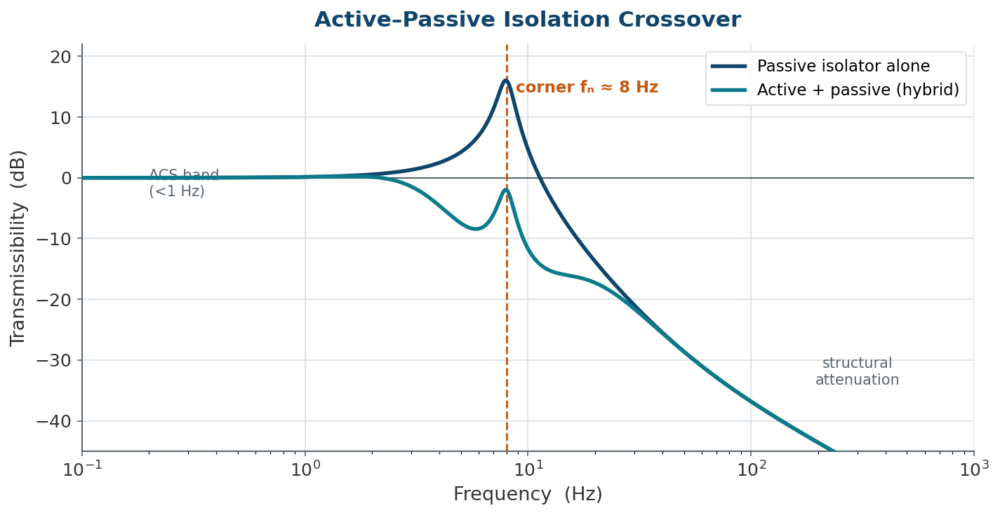 Active–Passive Isolation Crossover
Passive isolator alone
Active + passive (hybrid)
corner fₙ ≈ 8 Hz
ACS band
(<1 Hz)
structural
attenuation
Transmissibility (dB)
20
10
0
−10
−20
−30
−40
10⁻¹
10⁰
10¹
10²
10³
Frequency (Hz)